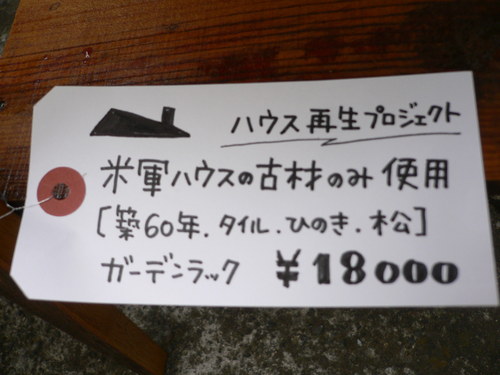 ハウス再生プロジェクト
米軍ハウスの古材のみ使用
[築60年.タイル.ひのき.松]
ガーデンラック ¥18000